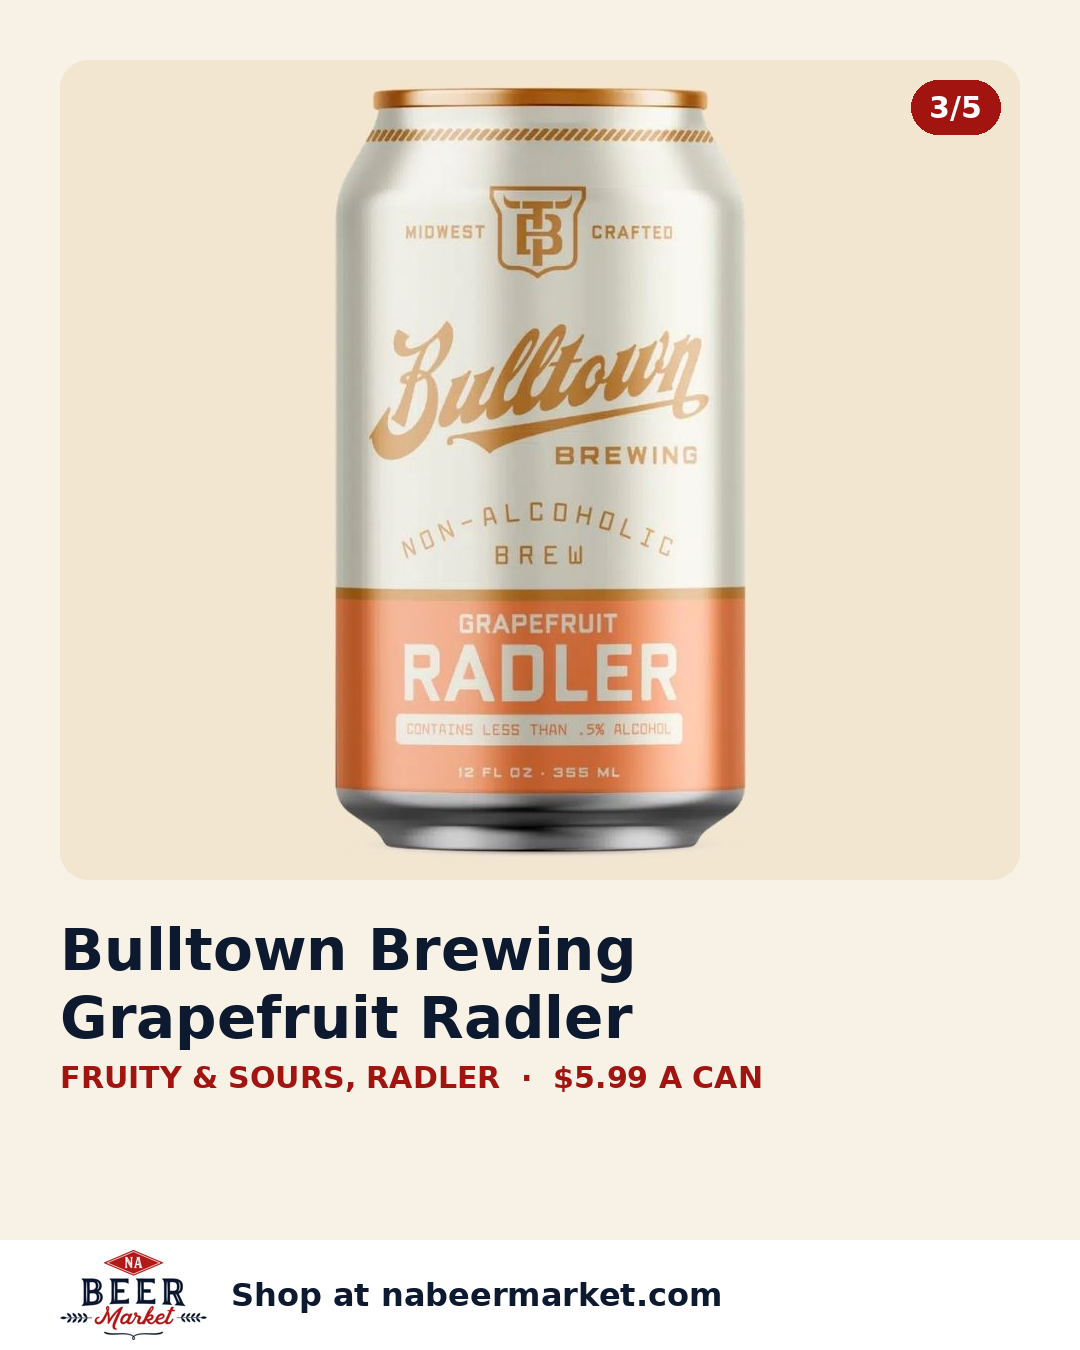 3/5
MIDWEST TB CRAFTED
Bulltown
BREWING
NON-ALCOHOLIC
BREW
GRAPEFRUIT
RADLER
CONTAINS LESS THAN .5% ALCOHOL
12 FL OZ · 355 ML
Bulltown Brewing
Grapefruit Radler
FRUITY & SOURS, RADLER · $5.99 A CAN
NA
BEER
Market
Shop at nabeermarket.com